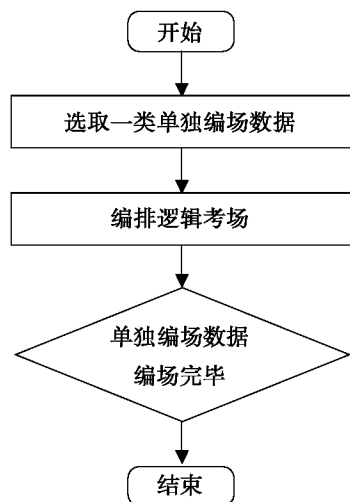 开始
选取一类单独编场数据
编排逻辑考场
单独编场数据
编场完毕
结束